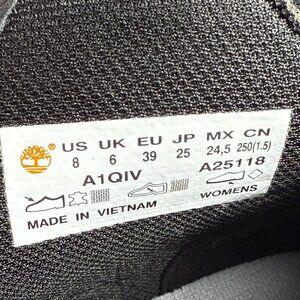 US UK EU JP MX CN
8 6 39 25 24,5 250(1.5)
A1QIV A25118
MADE IN VIETNAM WOMENS